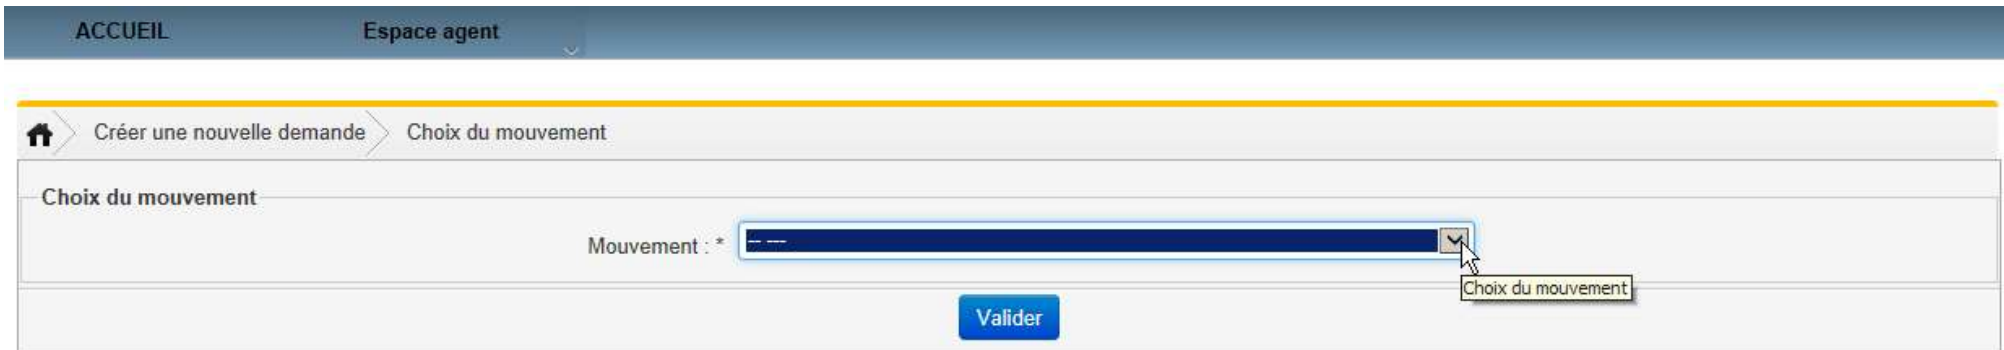 ACCUEIL Espace agent
Créer une nouvelle demande Choix du mouvement
Choix du mouvement
Mouvement : * -- ---
Choix du mouvement
Valider